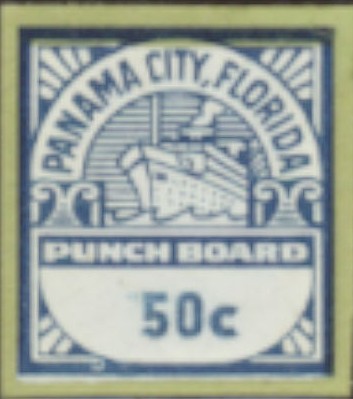 PANAMA CITY, FLORIDA
PUNCH BOARD
50c